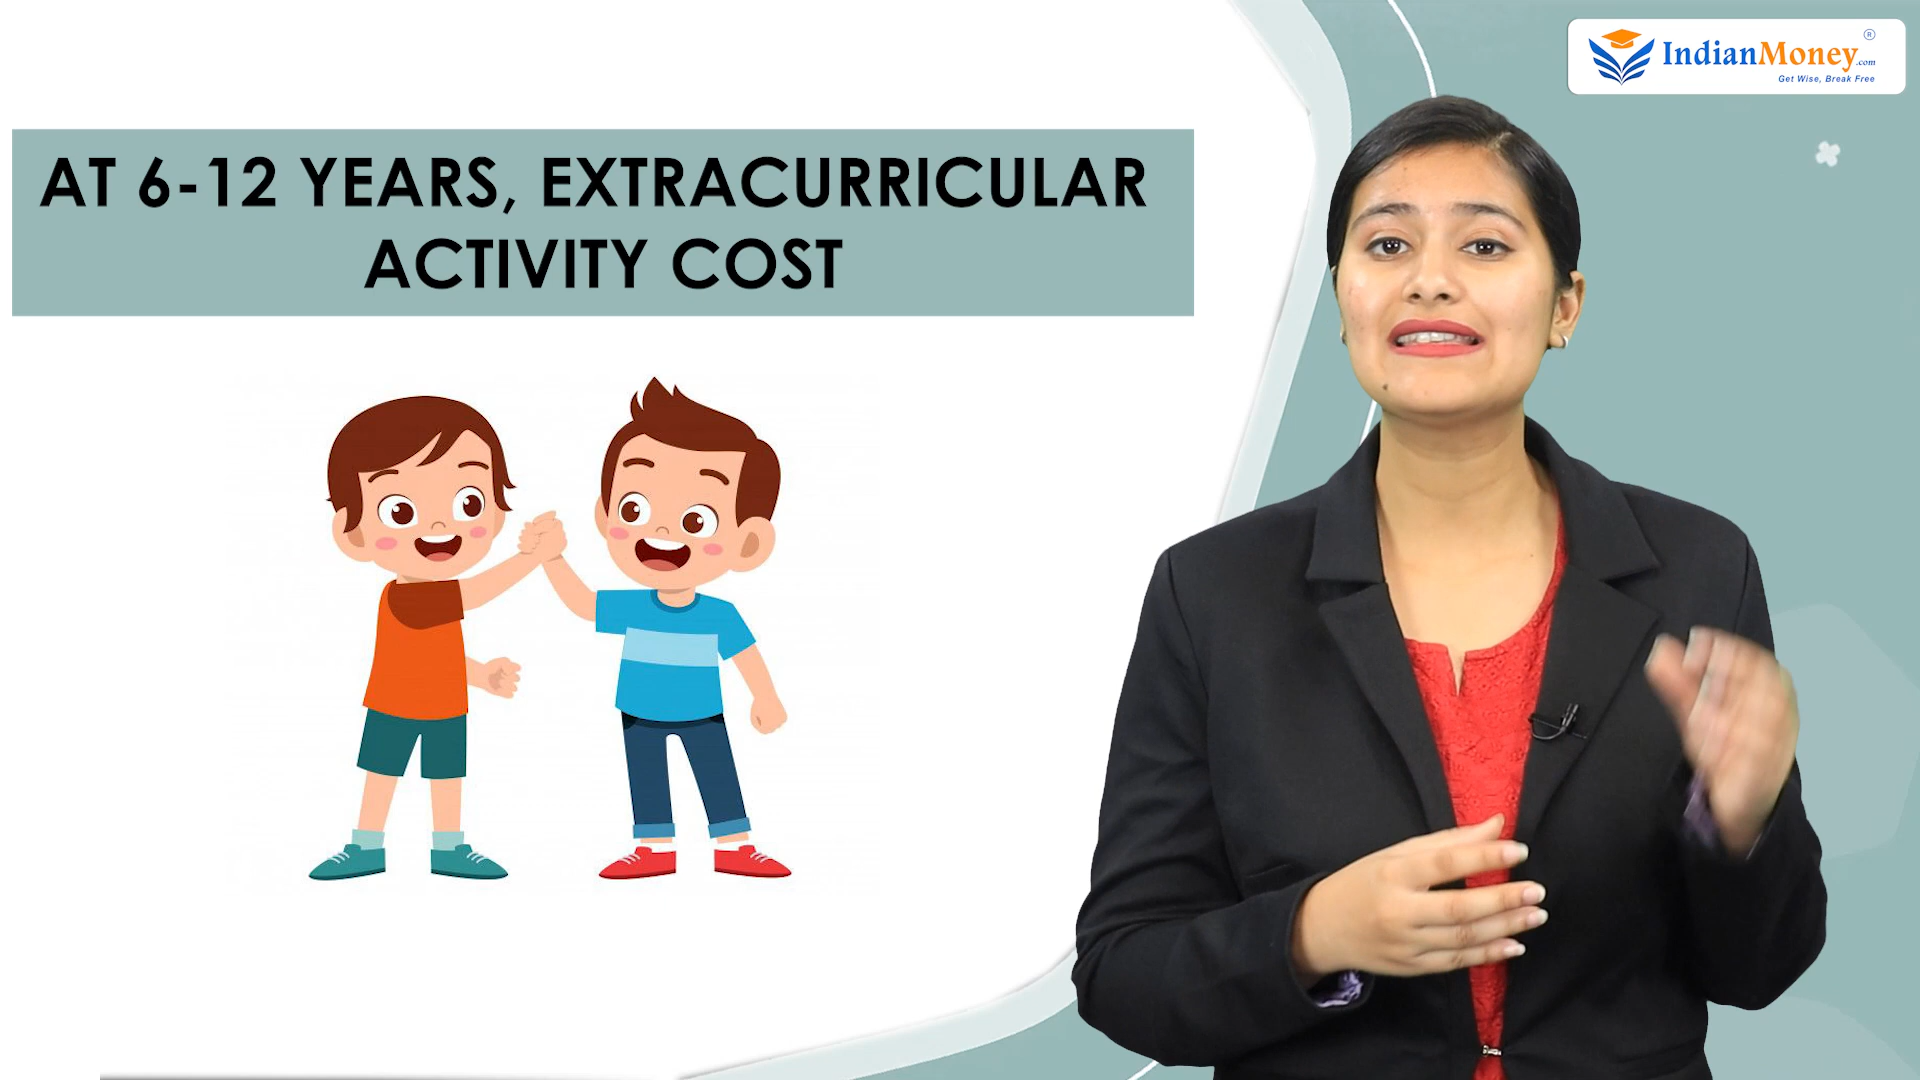 AT 6-12 YEARS, EXTRACURRICULAR
ACTIVITY COST
IndianMoney.com
®
Get Wise, Break Free